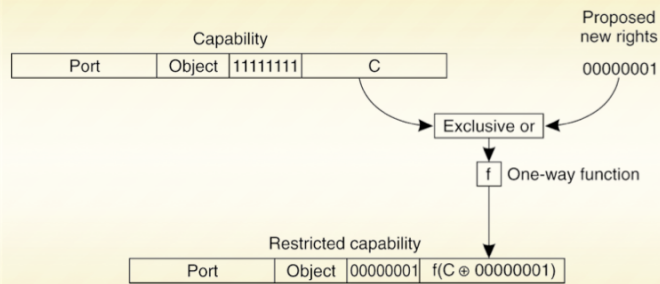 Proposed
new rights
Capability
Port Object 11111111 C
00000001
Exclusive or
f One-way function
Restricted capability
Port Object 00000001 f(C ⊕ 00000001)